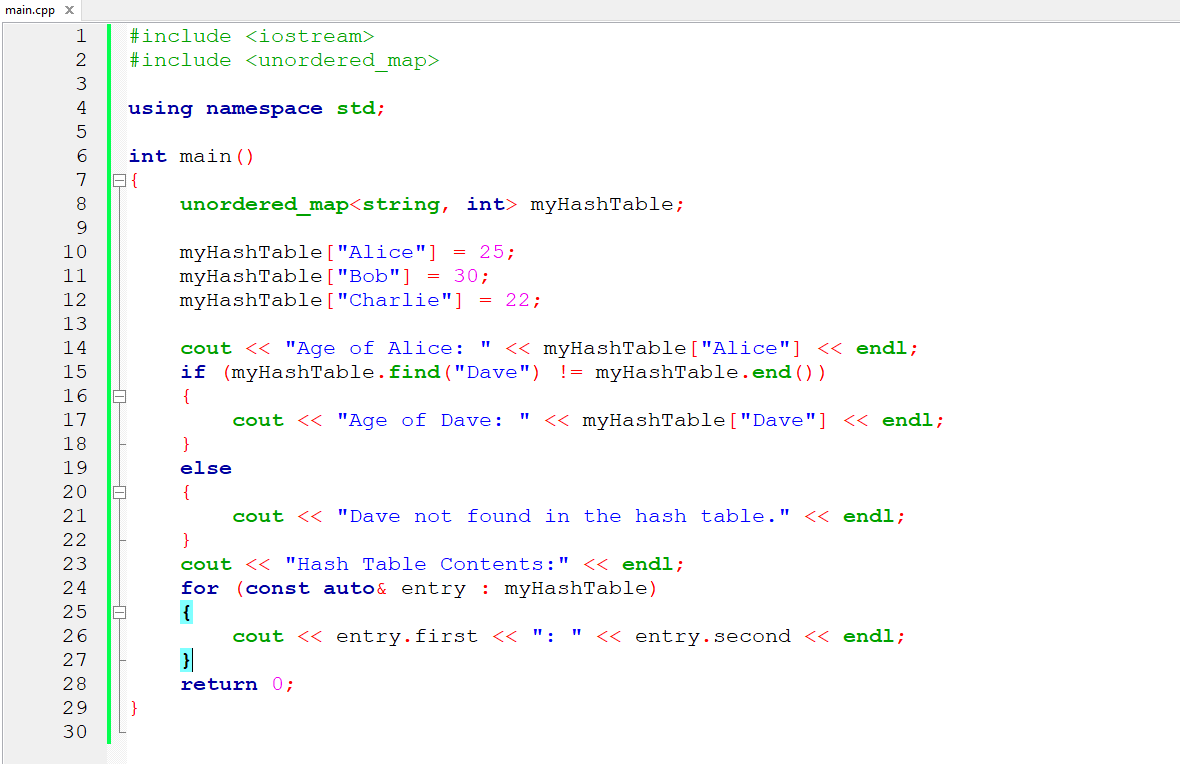 main.cpp x
1 #include <iostream>
2 #include <unordered_map>
3
4 using namespace std;
5
6 int main()
7 {
8     unordered_map<string, int> myHashTable;
9
10     myHashTable["Alice"] = 25;
11     myHashTable["Bob"] = 30;
12     myHashTable["Charlie"] = 22;
13
14     cout << "Age of Alice: " << myHashTable["Alice"] << endl;
15     if (myHashTable.find("Dave") != myHashTable.end())
16     {
17         cout << "Age of Dave: " << myHashTable["Dave"] << endl;
18     }
19     else
20     {
21         cout << "Dave not found in the hash table." << endl;
22     }
23     cout << "Hash Table Contents:" << endl;
24     for (const auto& entry : myHashTable)
25     {
26         cout << entry.first << ": " << entry.second << endl;
27     }
28     return 0;
29 }
30